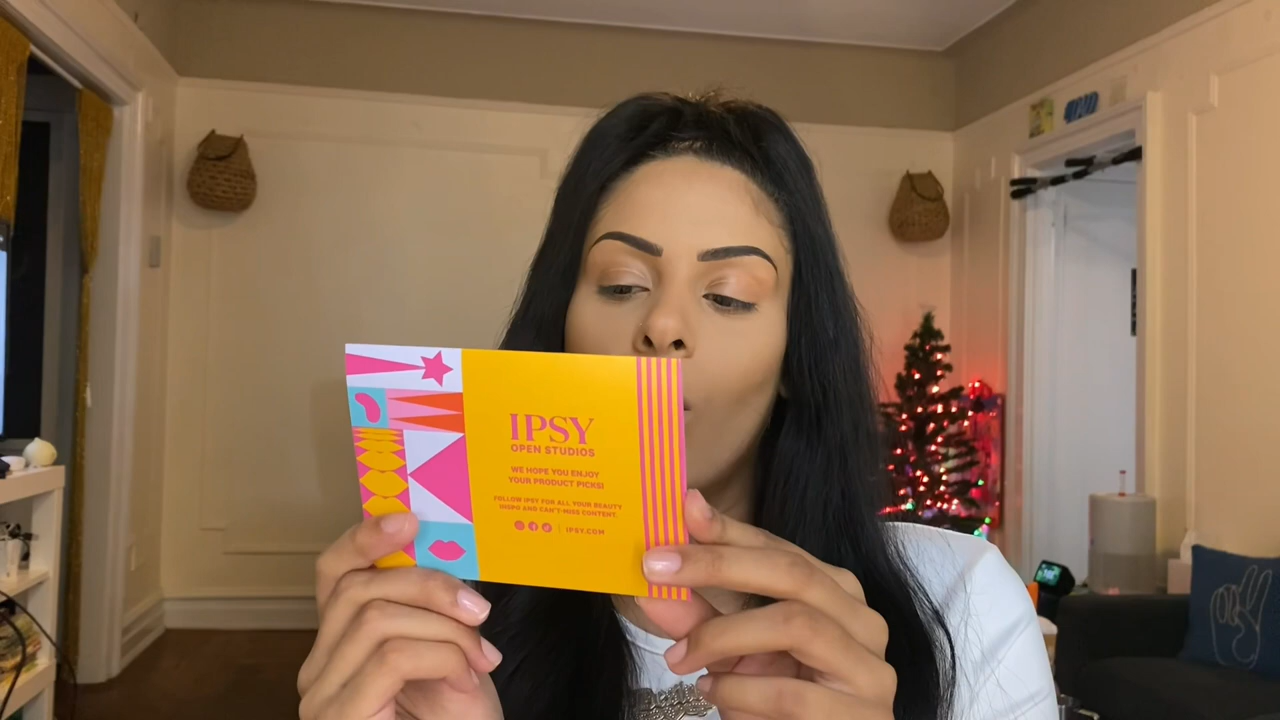 IPSY
OPEN STUDIOS
WE HOPE YOU ENJOY
YOUR PRODUCT PICKS!
FOLLOW IPSY FOR ALL YOUR BEAUTY
INSPO AND CAN'T-MISS CONTENT.
IPSY.COM